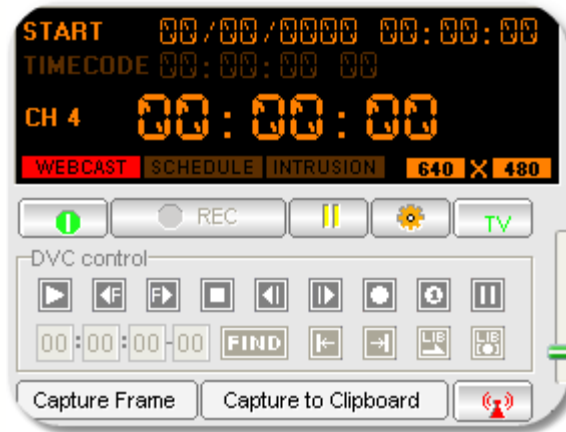 START 00/00/0000 00:00:00
TIMECODE 00:00:00 00
CH 4 00:00:00
WEBCAST SCHEDULE INTRUSION 640 X 480
REC TV
DVC control
F F 1
00:00:00-00 FIND LIB LIB
Capture Frame Capture to Clipboard